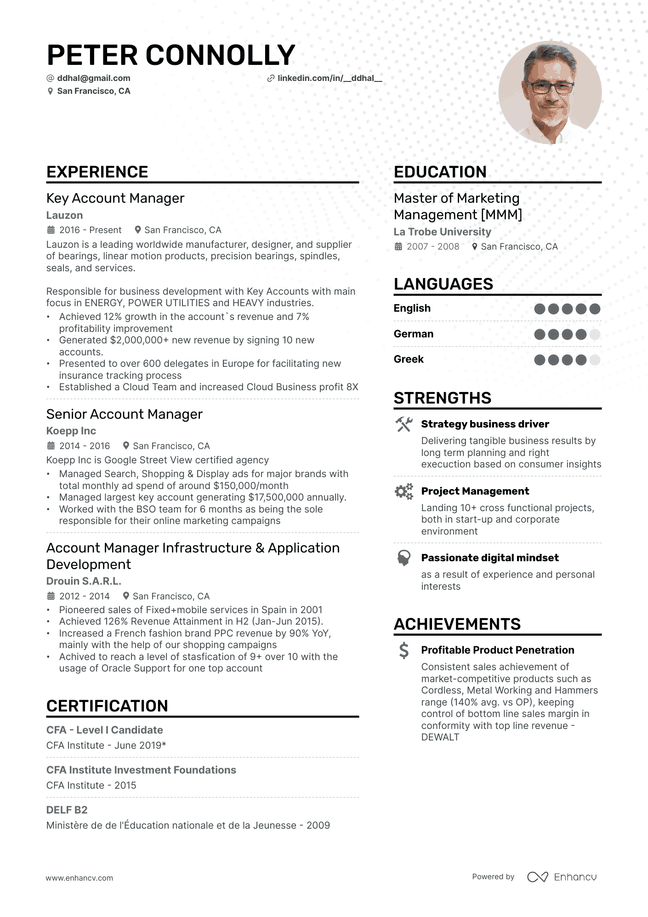 PETER CONNOLLY
@ ddhal@gmail.com
linkedin.com/in/__ddhal__
San Francisco, CA
EXPERIENCE
Key Account Manager
Lauzon
2016 - Present San Francisco, CA
Lauzon is a leading worldwide manufacturer, designer, and supplier
of bearings, linear motion products, precision bearings, spindles,
seals, and services.
Responsible for business development with Key Accounts with main
focus in ENERGY, POWER UTILITIES and HEAVY industries.
• Achieved 12% growth in the account`s revenue and 7%
profitability improvement
• Generated $2,000,000+ new revenue by signing 10 new
accounts.
• Presented to over 600 delegates in Europe for facilitating new
insurance tracking process
• Established a Cloud Team and increased Cloud Business profit 8X
Senior Account Manager
Koepp Inc
2014 - 2016 San Francisco, CA
Koepp Inc is Google Street View certified agency
• Managed Search, Shopping & Display ads for major brands with
total monthly ad spend of around $150,000/month
• Managed largest key account generating $17,500,000 annually.
• Worked with the BSO team for 6 months as being the sole
responsible for their online marketing campaigns
Account Manager Infrastructure & Application
Development
Drouin S.A.R.L.
2012 - 2014 San Francisco, CA
• Pioneered sales of Fixed+mobile services in Spain in 2001
• Achieved 126% Revenue Attainment in H2 (Jan-Jun 2015).
• Increased a French fashion brand PPC revenue by 90% YoY,
mainly with the help of our shopping campaigns
• Achived to reach a level of stasfication of 9+ over 10 with the
usage of Oracle Support for one top account
CERTIFICATION
CFA - Level I Candidate
CFA Institute - June 2019*
CFA Institute Investment Foundations
CFA Institute - 2015
DELF B2
Ministère de de l'Éducation nationale et de la Jeunesse - 2009
EDUCATION
Master of Marketing
Management [MMM]
La Trobe University
2007 - 2008 San Francisco, CA
LANGUAGES
English
German
Greek
STRENGTHS
Strategy business driver
Delivering tangible business results by
long term planning and right
execution based on consumer insights
Project Management
Landing 10+ cross functional projects,
both in start-up and corporate
environment
Passionate digital mindset
as a result of experience and personal
interests
ACHIEVEMENTS
$ Profitable Product Penetration
Consistent sales achievement of
market-competitive products such as
Cordless, Metal Working and Hammers
range (140% avg. vs OP), keeping
control of bottom line sales margin in
conformity with top line revenue -
DEWALT
www.enhancv.com
Powered by Enhancv